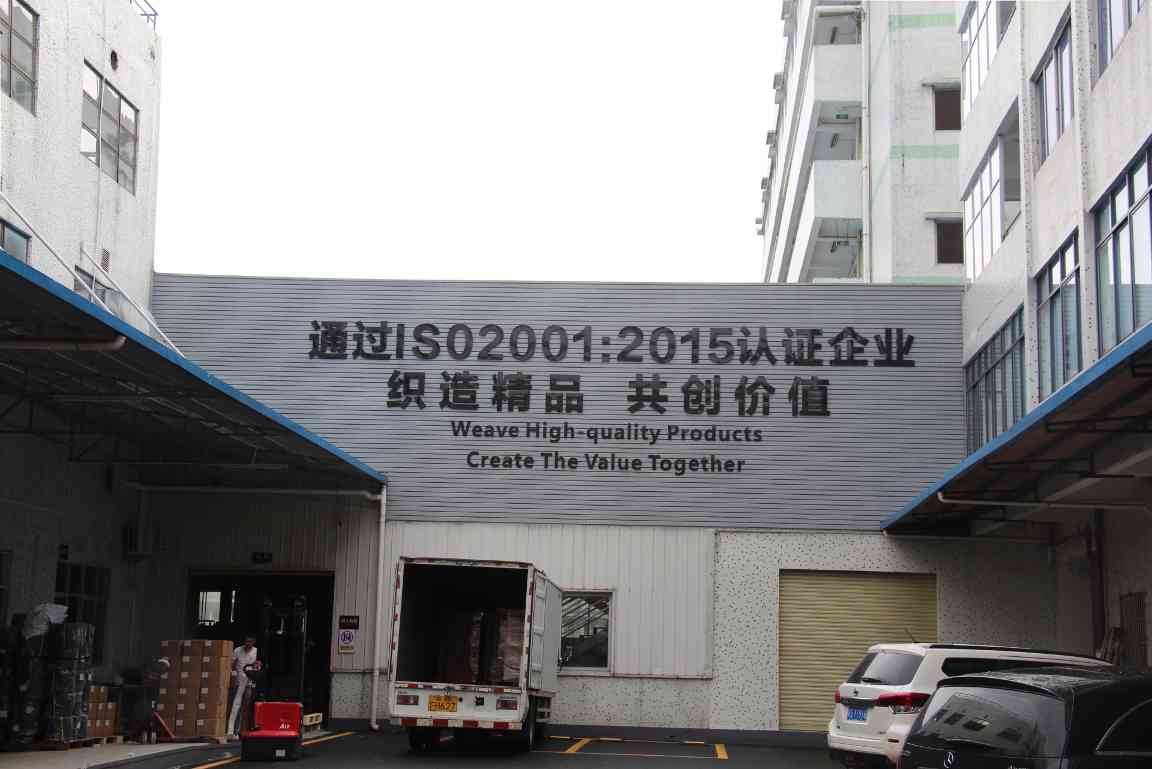 通过ISO2001:2015认证企业
织造精品 共创价值
Weave High-quality Products
Create The Value Together